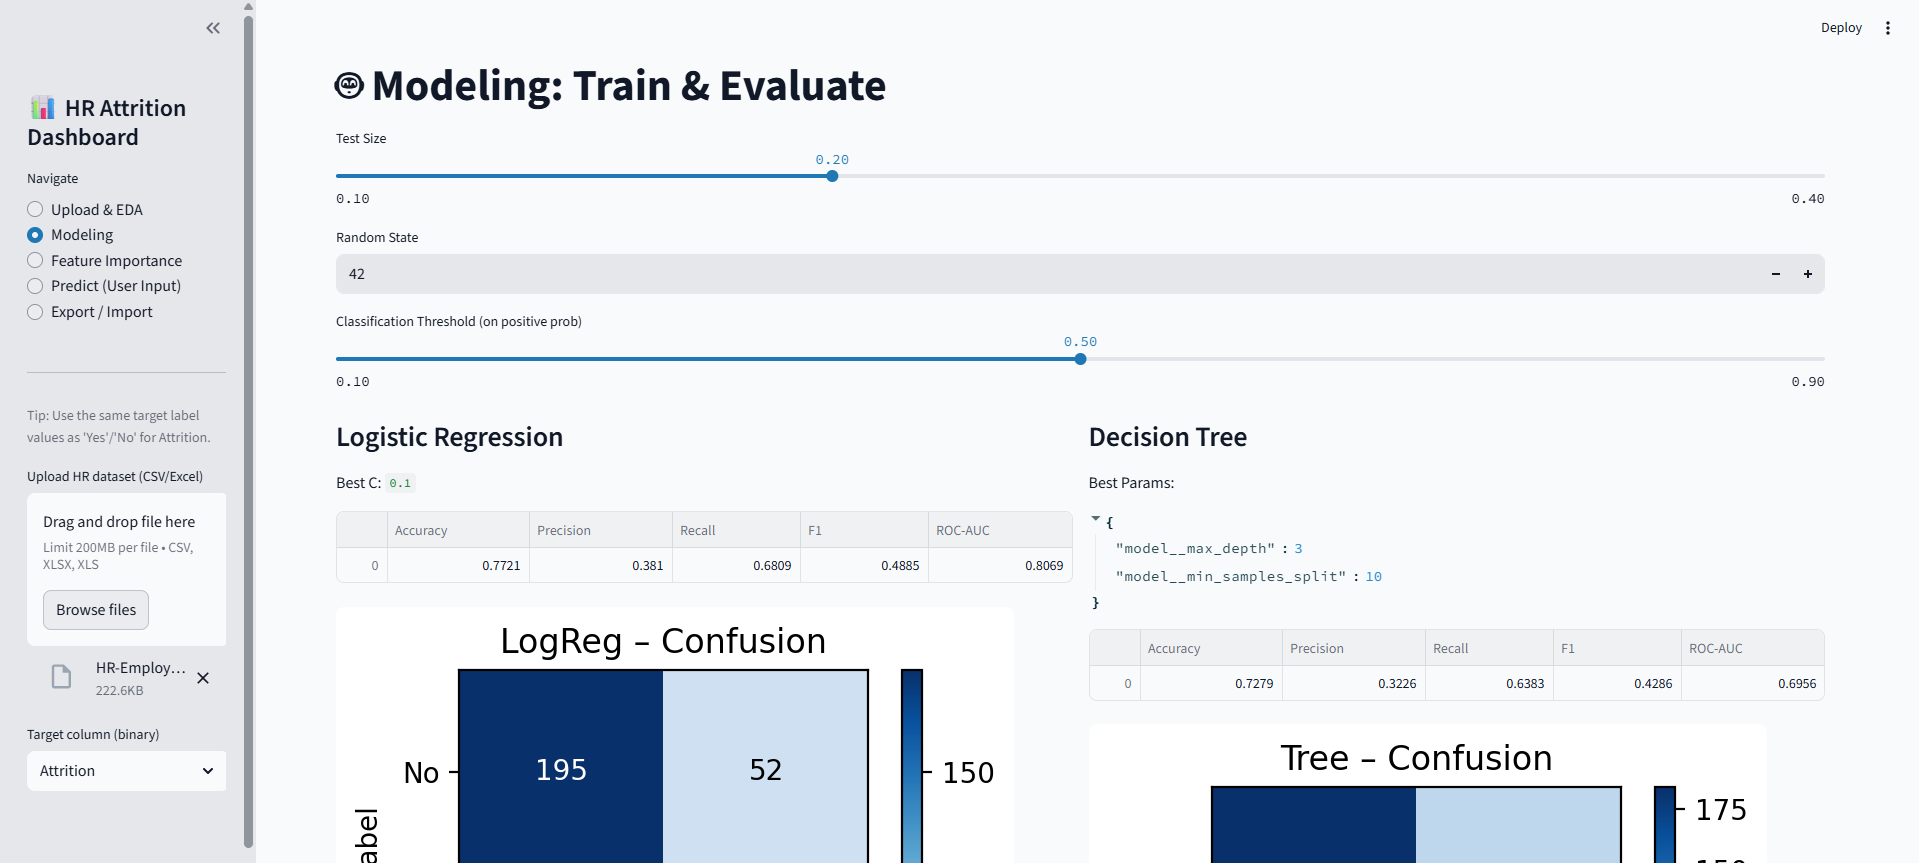 Deploy
📊 HR Attrition
Dashboard
Navigate
Upload & EDA
Modeling
Feature Importance
Predict (User Input)
Export / Import
Tip: Use the same target label
values as 'Yes'/'No' for Attrition.
Upload HR dataset (CSV/Excel)
Drag and drop file here
Limit 200MB per file • CSV,
XLSX, XLS
Browse files
HR-Employ...
222.6KB
Target column (binary)
Attrition
Modeling: Train & Evaluate
Test Size
0.20
0.10 0.40
Random State
42
Classification Threshold (on positive prob)
0.50
0.10 0.90
Logistic Regression
Best C: 0.1
Accuracy Precision Recall F1 ROC-AUC
0 0.7721 0.381 0.6809 0.4885 0.8069
LogReg – Confusion
No 195 52 150
abel
Decision Tree
Best Params:
{
"model__max_depth" : 3
"model__min_samples_split" : 10
}
Accuracy Precision Recall F1 ROC-AUC
0 0.7279 0.3226 0.6383 0.4286 0.6956
Tree – Confusion
175